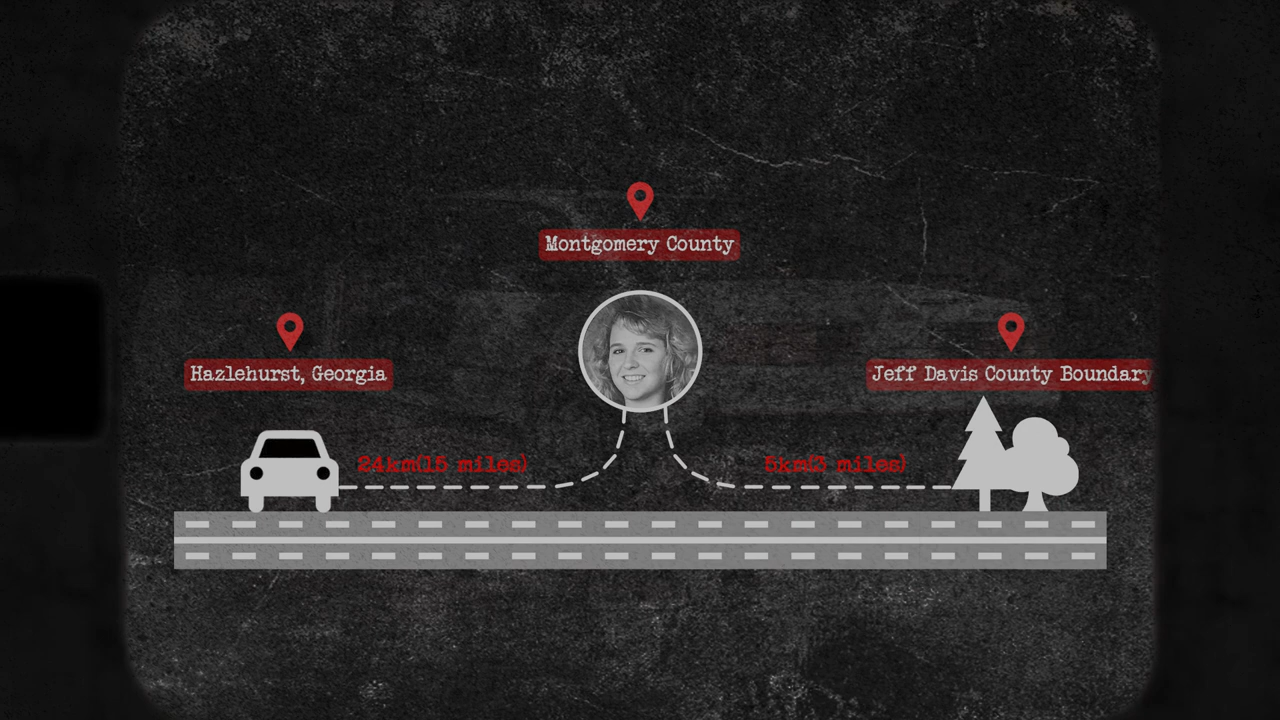 Montgomery County
Hazlehurst, Georgia
Jeff Davis County Boundary
24km(15 miles)
5km(3 miles)